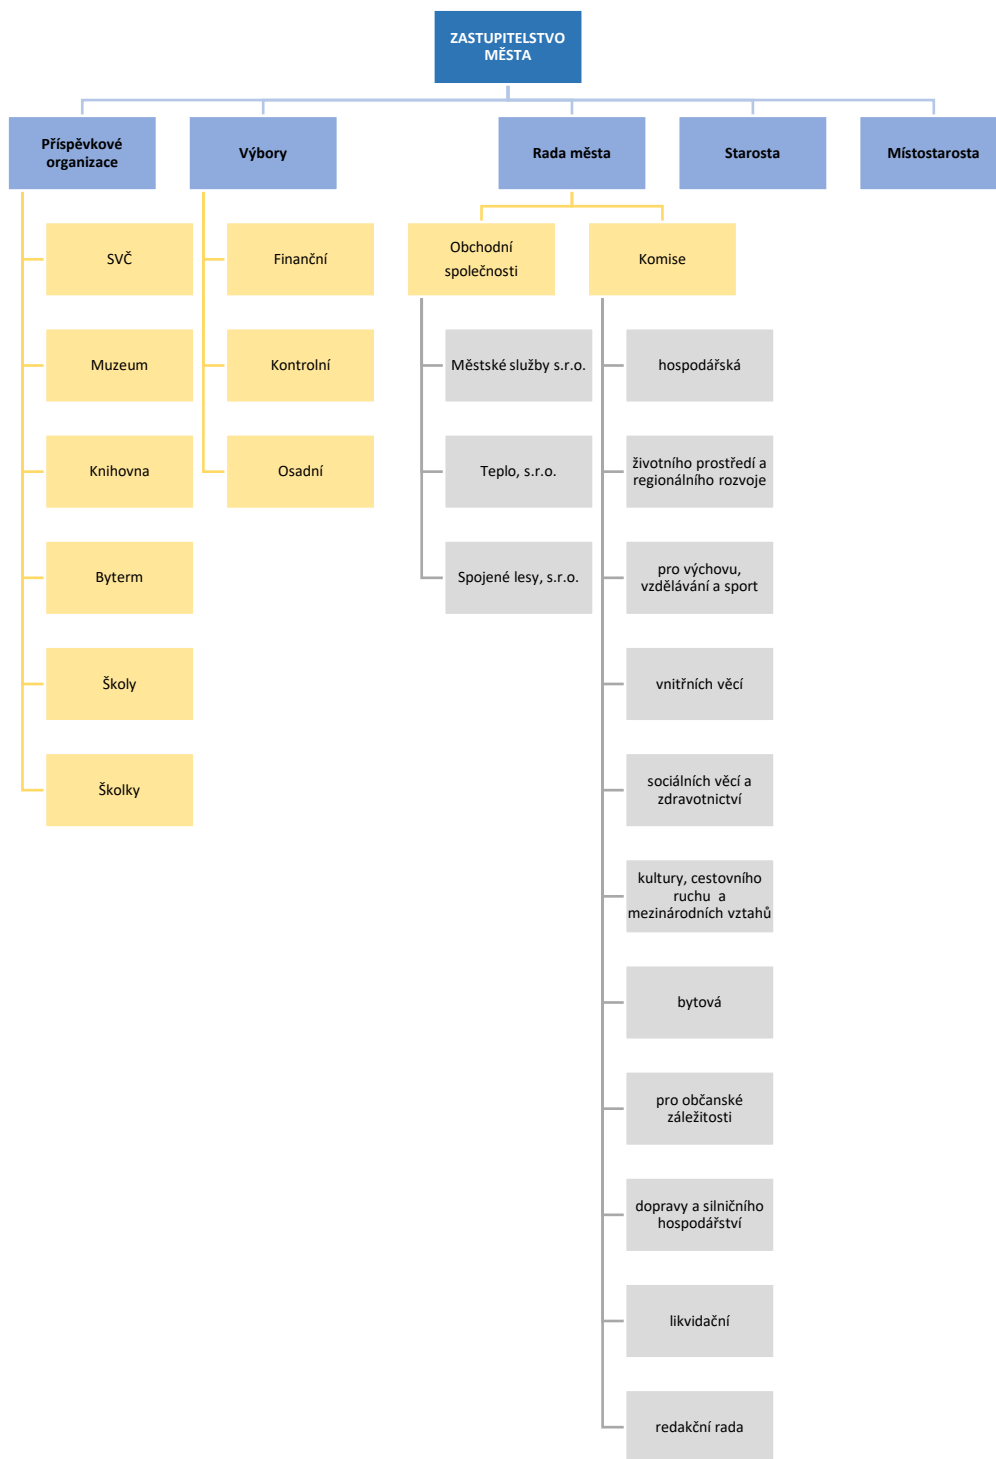 ZASTUPITELSTVO
MĚSTA
Příspěvkové
organizace
Výbory
Rada města
Starosta
Místostarosta
SVČ
Muzeum
Knihovna
Byterm
Školy
Školky
Finanční
Kontrolní
Osadní
Obchodní
společnosti
Městské služby s.r.o.
Teplo, s.r.o.
Spojené lesy, s.r.o.
Komise
hospodářská
životního prostředí a
regionálního rozvoje
pro výchovu,
vzdělávání a sport
vnitřních věcí
sociálních věcí a
zdravotnictví
kultury, cestovního
ruchu a
mezinárodních vztahů
bytová
pro občanské
záležitosti
dopravy a silničního
hospodářství
likvidační
redakční rada